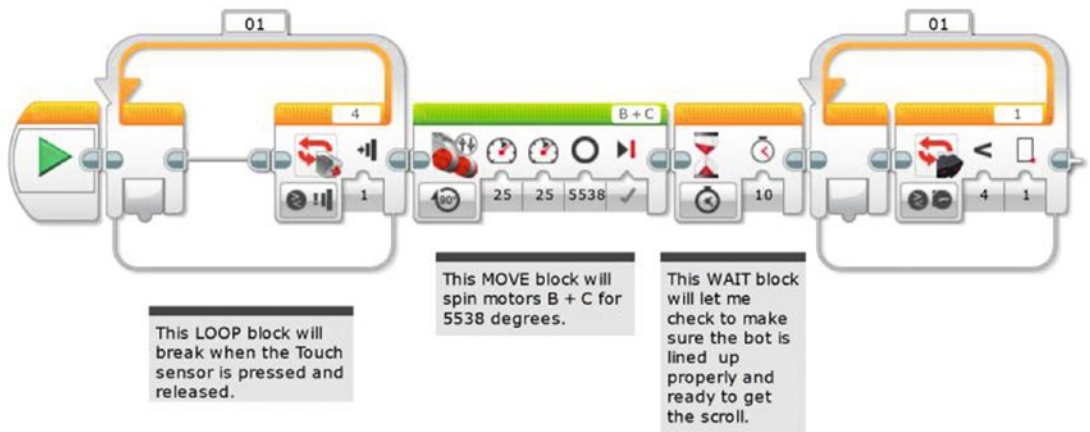 01
01
4
B + C
1
1
25 25 5538
10
4 1
This LOOP block will
break when the Touch
sensor is pressed and
released.
This MOVE block will
spin motors B + C for
5538 degrees.
This WAIT block
will let me
check to make
sure the bot is
lined up
properly and
ready to get
the scroll.